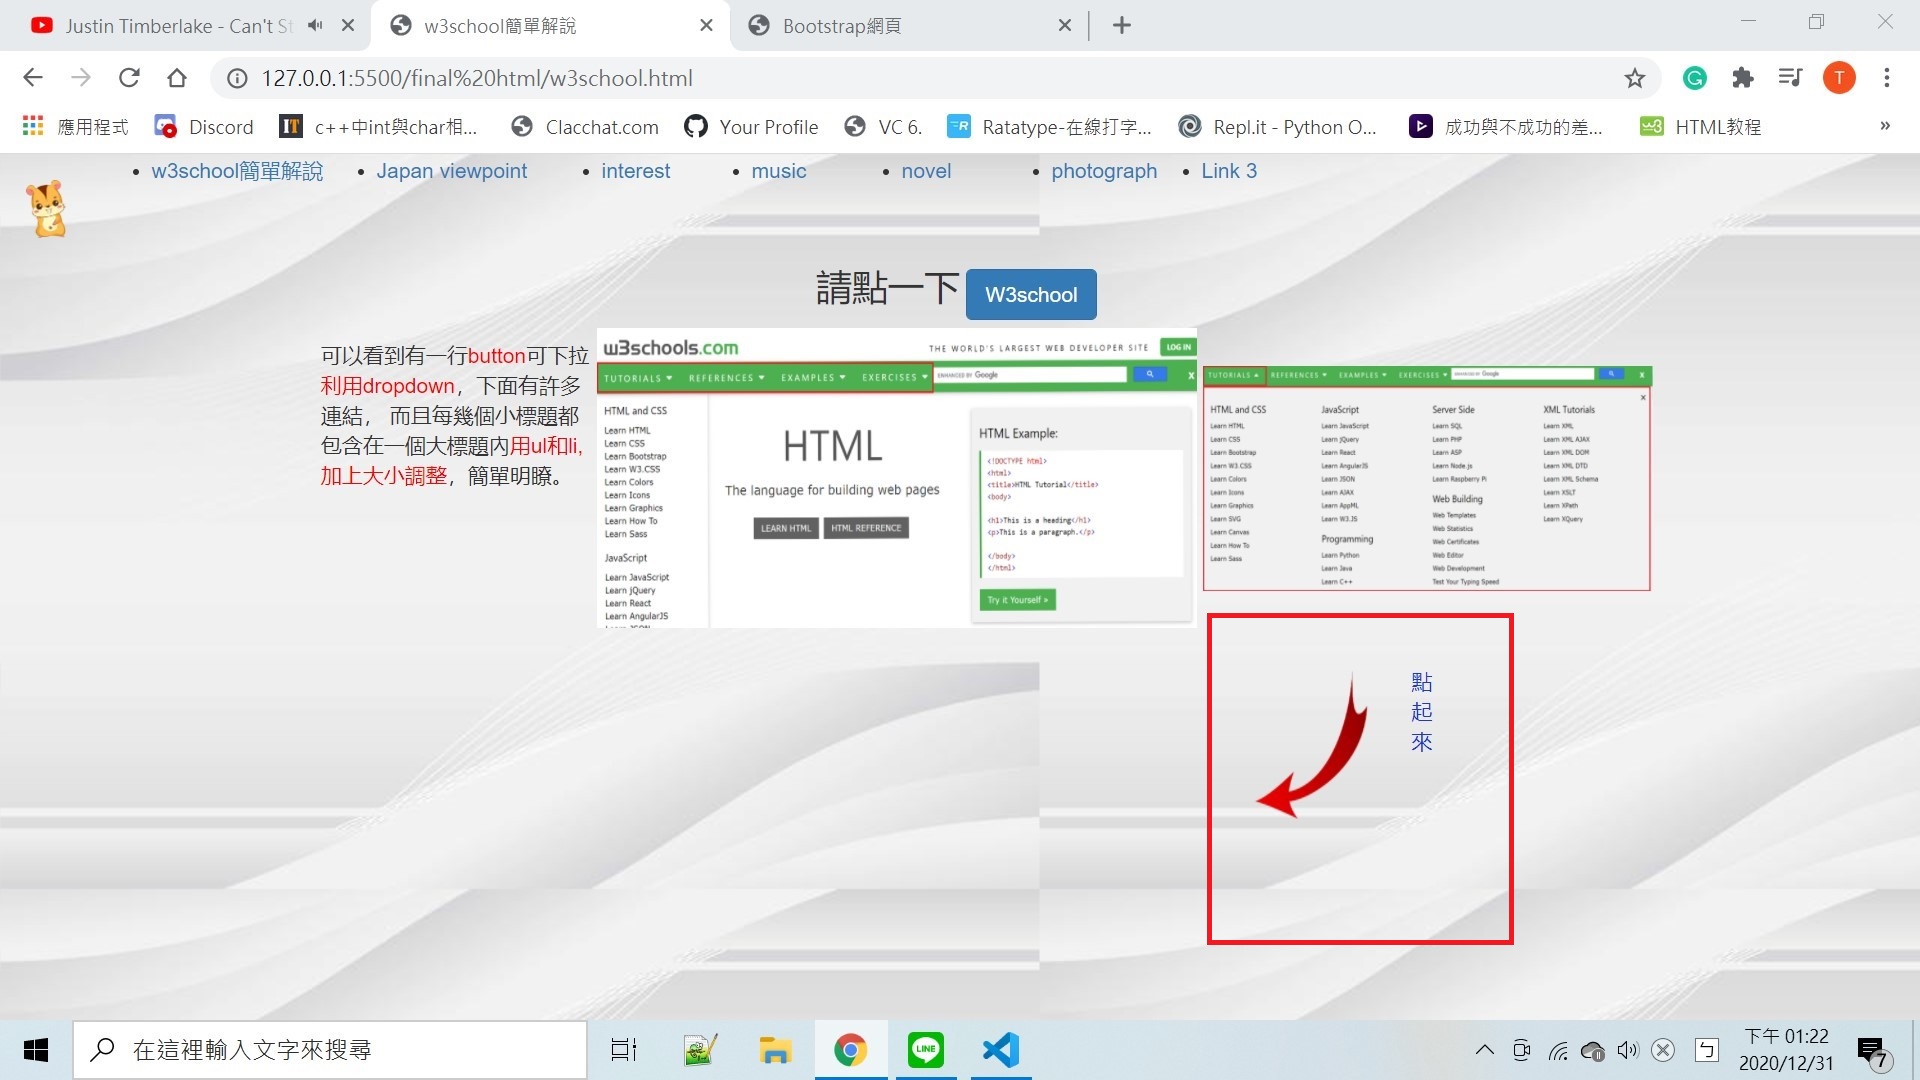 Justin Timberlake - Can't St
w3school簡單解說
Bootstrap網頁
127.0.0.1:5500/final%20html/w3school.html
T
應用程式
Discord
c++中int與char相...
Clacchat.com
Your Profile
VC 6.
Ratatype-在線打字...
Repl.it - Python O...
成功與不成功的差...
HTML教程
»
w3school簡單解說
Japan viewpoint
interest
music
novel
photograph
Link 3
請點一下 W3school
可以看到有一行button可下拉
利用dropdown，下面有許多
連結， 而且每幾個小標題都
包含在一個大標題內用ul和li,
加上大小調整，簡單明瞭。
w3schools.com
THE WORLD'S LARGEST WEB DEVELOPER SITE
LOG IN
TUTORIALS
REFERENCES
EXAMPLES
EXERCISES
ENHANCED BY Google
X
HTML and CSS
Learn HTML
Learn CSS
Learn Bootstrap
Learn W3.CSS
Learn Colors
Learn Icons
Learn Graphics
Learn How To
Learn Sass
JavaScript
Learn JavaScript
Learn jQuery
Learn React
Learn AngularJS
HTML
The language for building web pages
LEARN HTML
HTML REFERENCE
HTML Example:
<!DOCTYPE html>
<html>
<title>HTML Tutorial</title>
<body>
<h1>This is a heading</h1>
<p>This is a paragraph.</p>
</body>
</html>
Try it Yourself »
TUTORIALS
REFERENCES
EXAMPLES
EXERCISES
ENHANCED BY Google
X
HTML and CSS
Learn HTML
Learn CSS
Learn Bootstrap
Learn W3.CSS
Learn Colors
Learn Icons
Learn Graphics
Learn SVG
Learn Canvas
Learn How To
Learn Sass
JavaScript
Learn JavaScript
Learn jQuery
Learn React
Learn AngularJS
Learn JSON
Learn AJAX
Learn AppML
Learn W3.JS
Programming
Learn Python
Learn Java
Learn C++
Server Side
Learn SQL
Learn PHP
Learn ASP
Learn Node.js
Learn Raspberry Pi
Web Building
Web Templates
Web Statistics
Web Certificates
Web Editor
Web Development
Test Your Typing Speed
XML Tutorials
Learn XML
Learn XML AJAX
Learn XML DOM
Learn XML DTD
Learn XML Schema
Learn XSLT
Learn XPath
Learn XQuery
點
起
來
在這裡輸入文字來搜尋
LINE
ㄅ
下午 01:22
2020/12/31
7